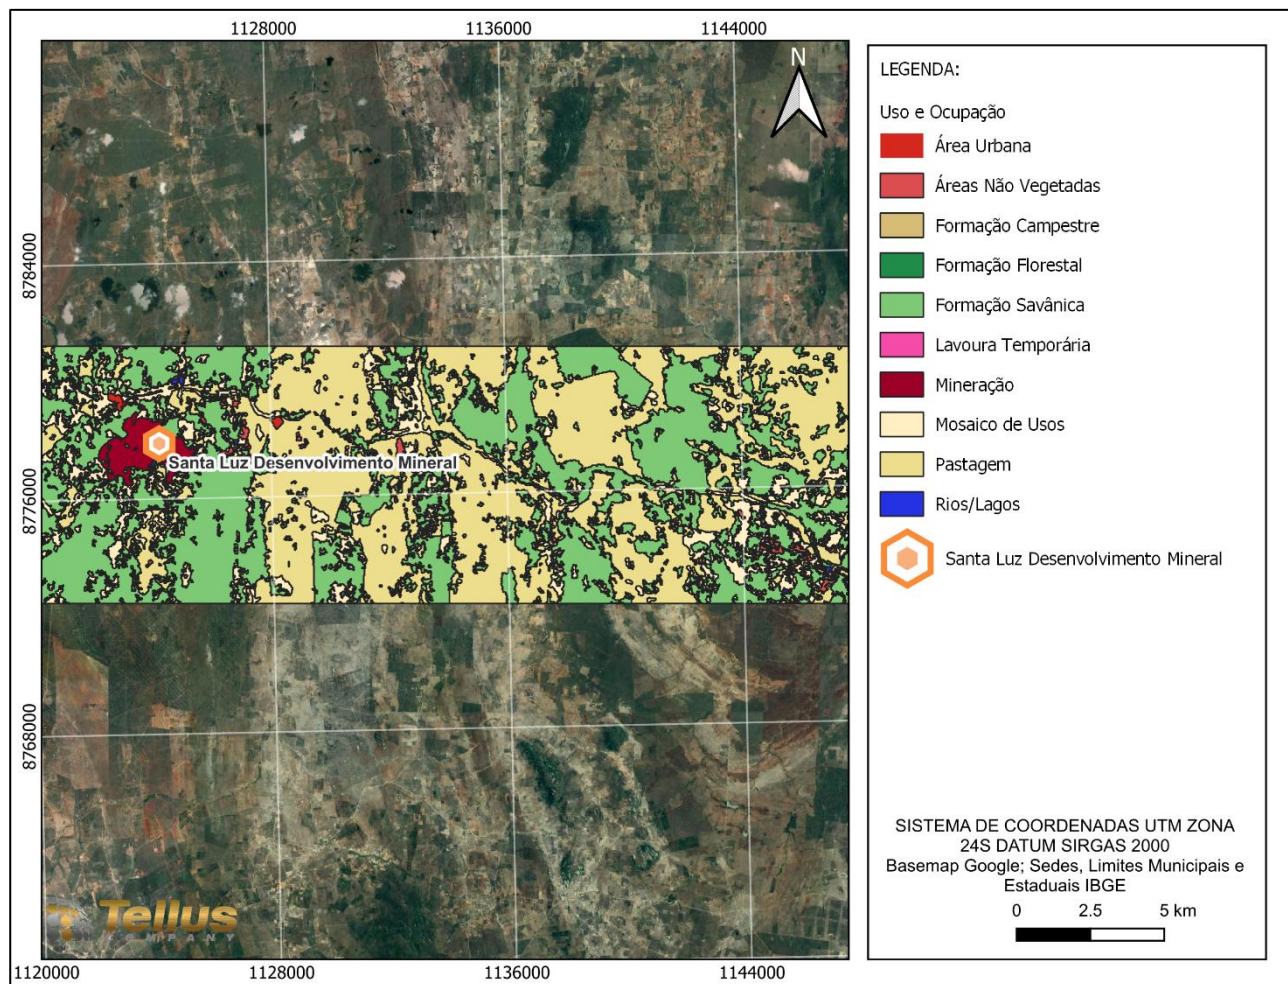 1128000
1136000
1144000
N
8784000
8776000
8768000
Santa Luz Desenvolvimento Mineral
Tellus
COMPANY
1120000
1128000
1136000
1144000
LEGENDA:
Uso e Ocupação
Área Urbana
Áreas Não Vegetadas
Formação Campestre
Formação Florestal
Formação Savânica
Lavoura Temporária
Mineração
Mosaico de Usos
Pastagem
Rios/Lagos
Santa Luz Desenvolvimento Mineral
SISTEMA DE COORDENADAS UTM ZONA
24S DATUM SIRGAS 2000
Basemap Google; Sedes, Limites Municipais e
Estaduais IBGE
0 2.5 5 km